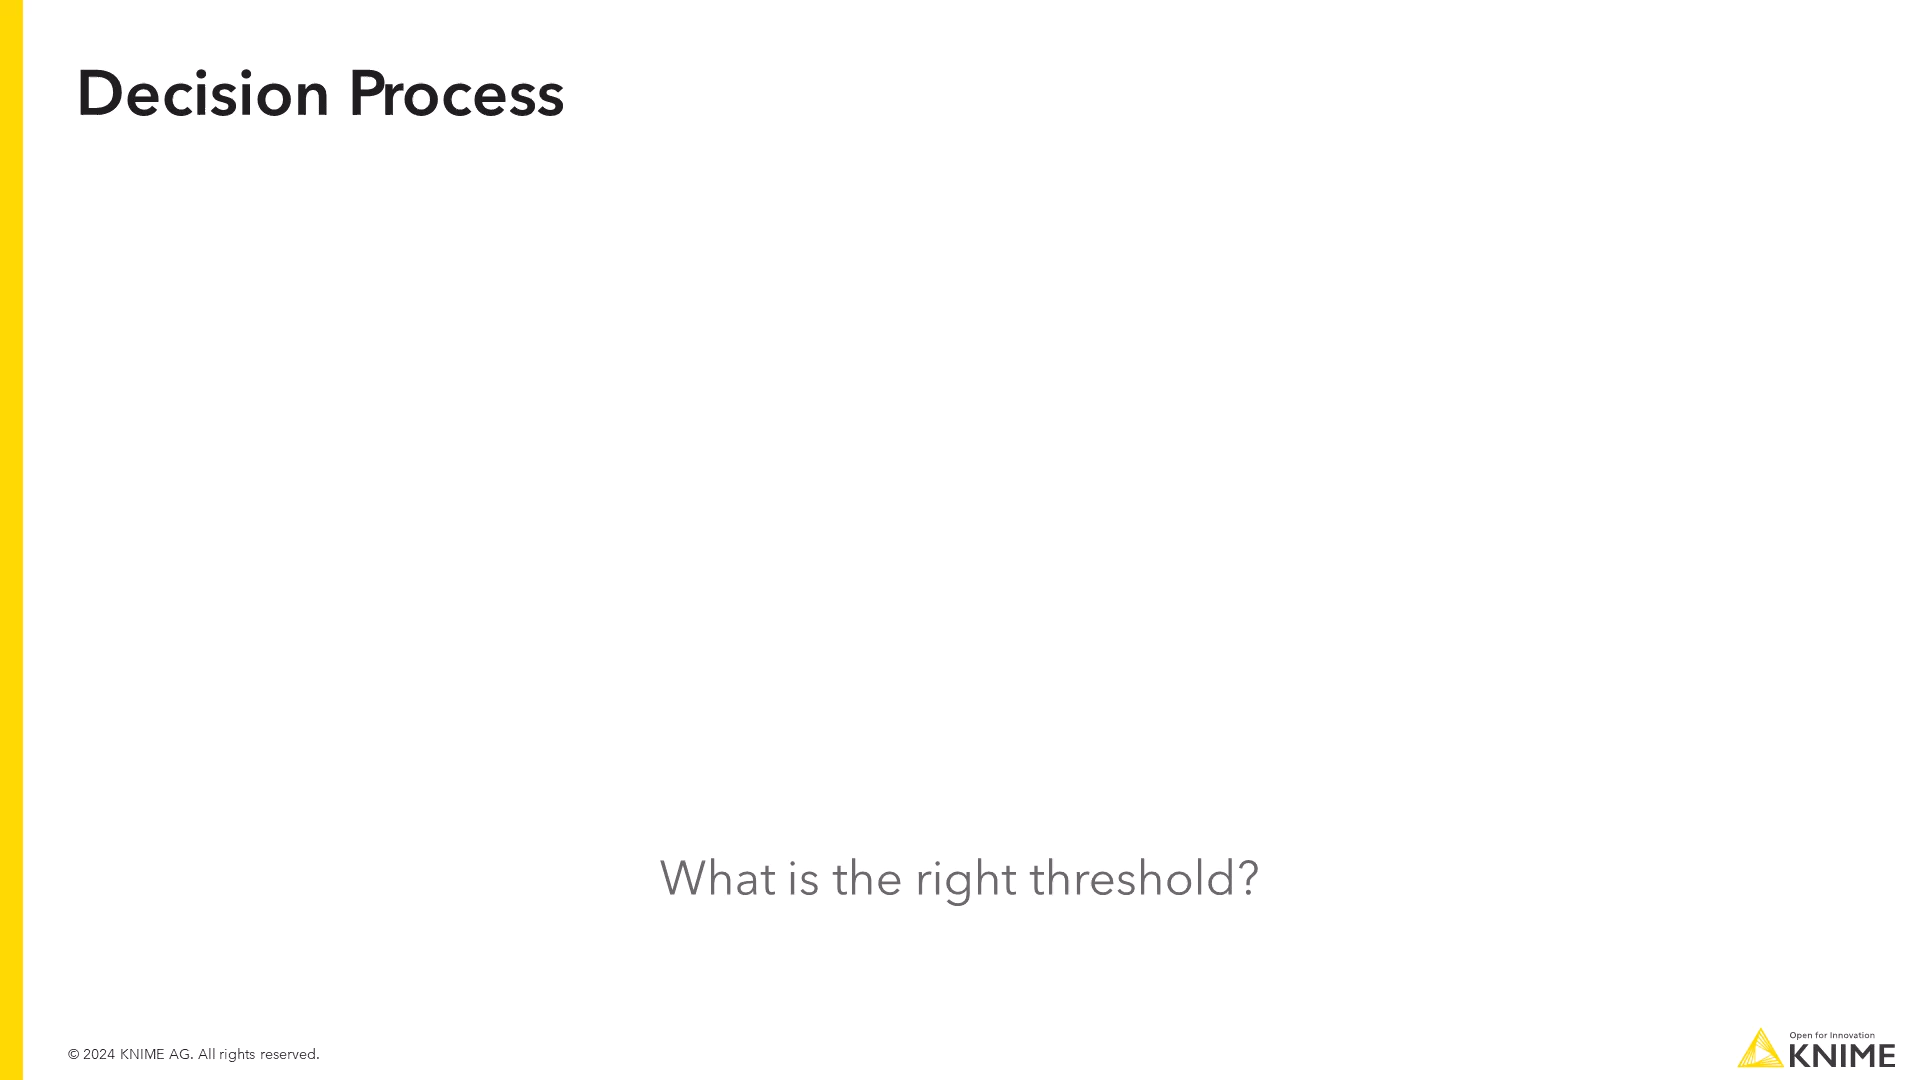 Decision Process
What is the right threshold?
© 2024 KNIME AG. All rights reserved.
Open for Innovation
KNIME